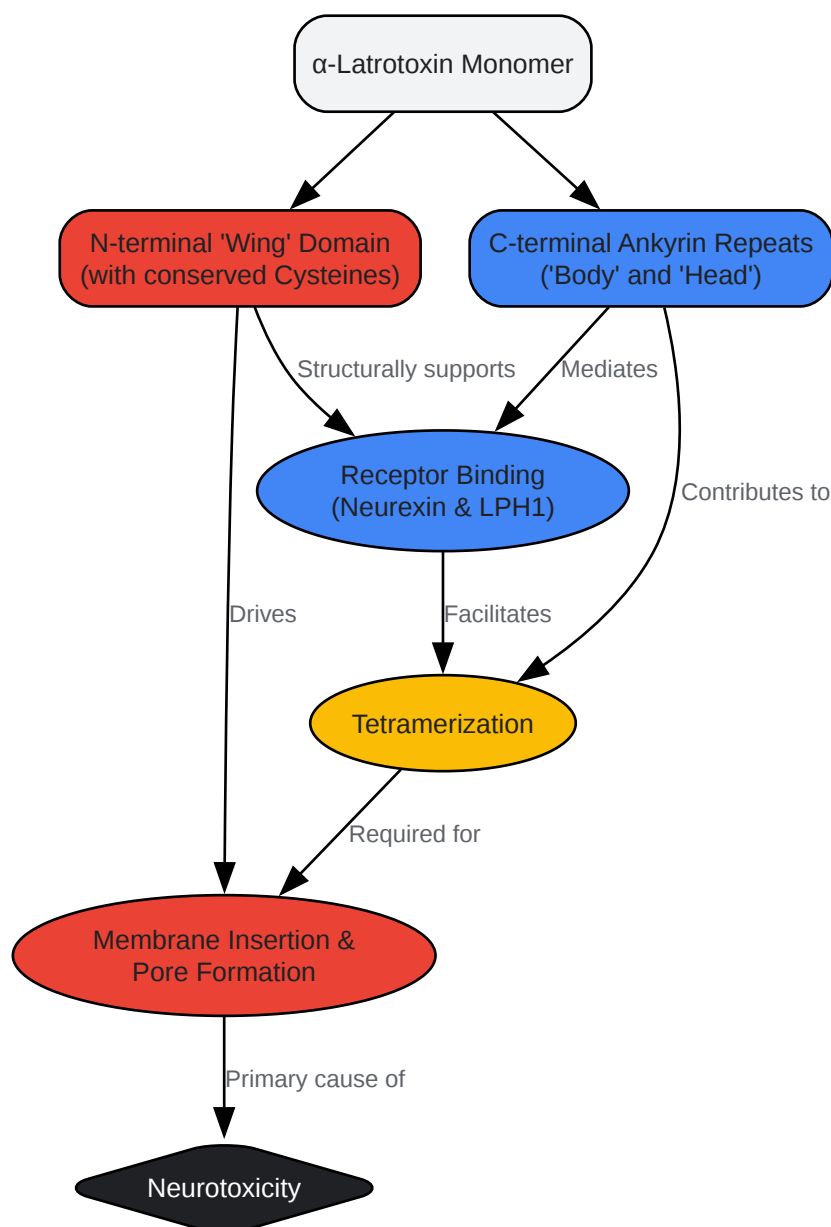 α-Latrotoxin Monomer
N-terminal 'Wing' Domain
(with conserved Cysteines)
C-terminal Ankyrin Repeats
('Body' and 'Head')
Structurally supports
Mediates
Receptor Binding
(Neurexin & LPH1)
Contributes to
Drives
Facilitates
Tetramerization
Required for
Membrane Insertion &
Pore Formation
Primary cause of
Neurotoxicity